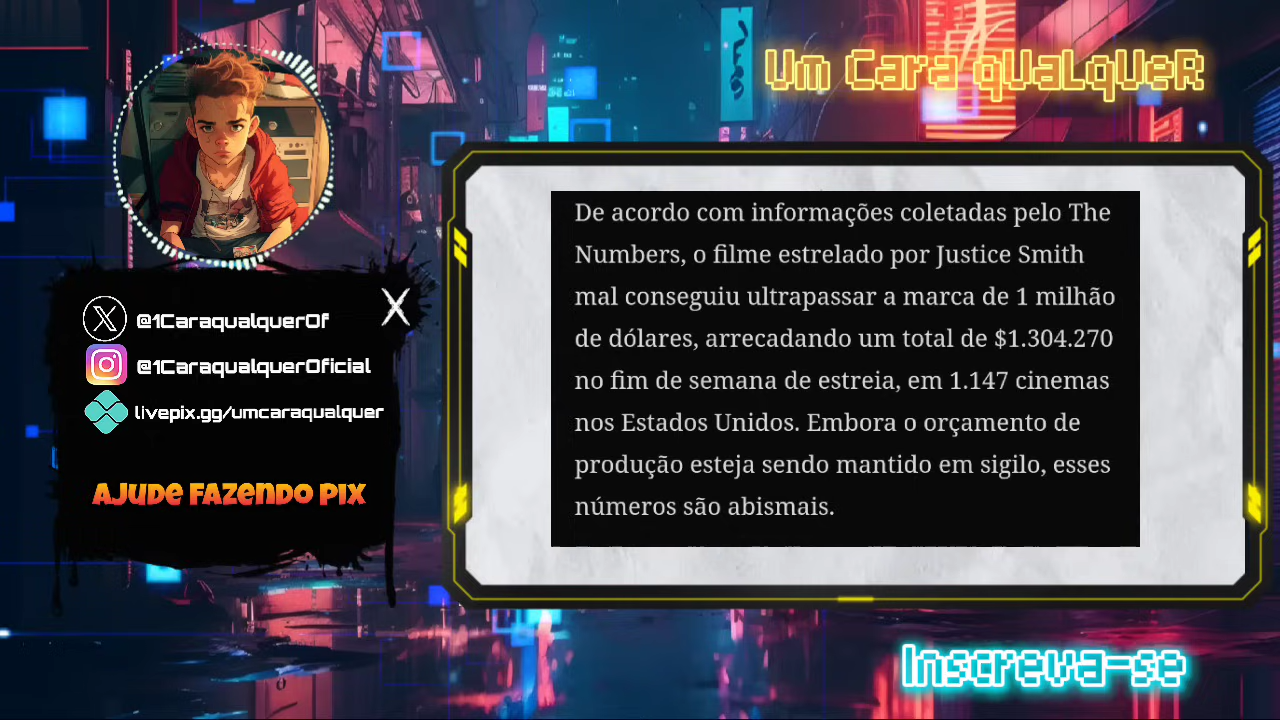 Um Cara qUaLqUeR
De acordo com informações coletadas pelo The
Numbers, o filme estrelado por Justice Smith
mal conseguiu ultrapassar a marca de 1 milhão
de dólares, arrecadando um total de $1.304.270
no fim de semana de estreia, em 1.147 cinemas
nos Estados Unidos. Embora o orçamento de
produção esteja sendo mantido em sigilo, esses
números são abismais.
@1CaraqualquerOf
@1CaraqualquerOficial
livepix.gg/umcaraqualquer
Ajude Fazendo Pix
Inscreva-se